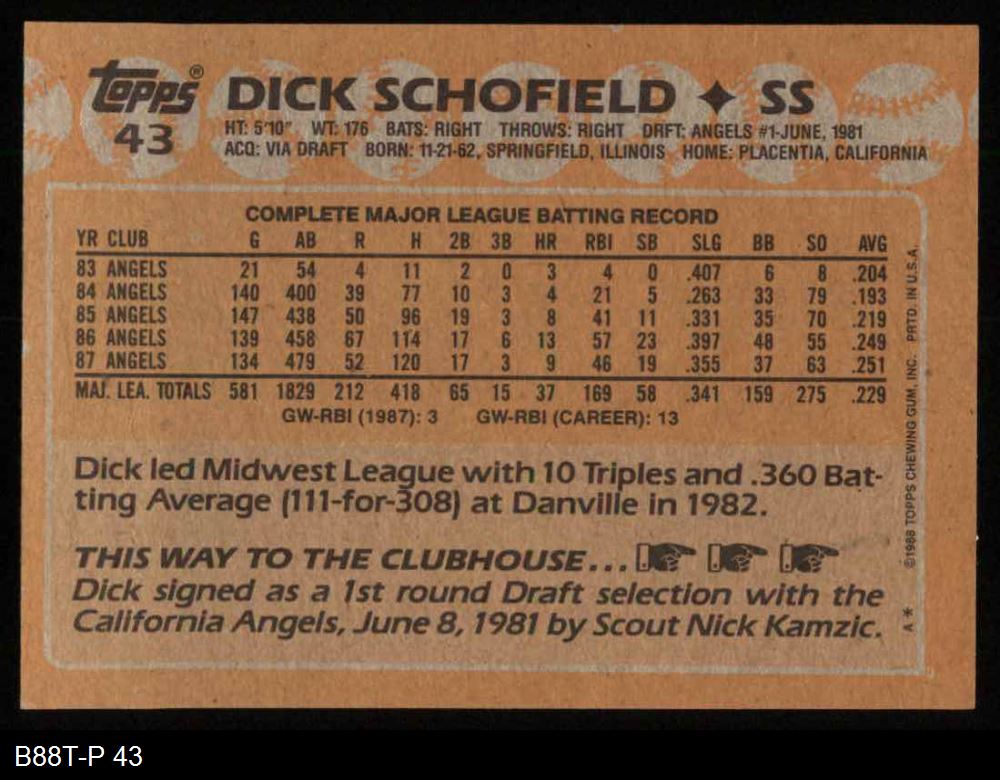 topps® DICK SCHOFIELD ✦ SS
43
HT: 5'10" WT: 176 BATS: RIGHT THROWS: RIGHT DRFT: ANGELS #1-JUNE, 1981
ACQ: VIA DRAFT BORN: 11-21-62, SPRINGFIELD, ILLINOIS HOME: PLACENTIA, CALIFORNIA
COMPLETE MAJOR LEAGUE BATTING RECORD
YR CLUB G AB R H 2B 3B HR RBI SB SLG BB SO AVG
83 ANGELS 21 54 4 11 2 0 3 4 0 .407 6 8 .204
84 ANGELS 140 400 39 77 10 3 4 21 5 .263 33 79 .193
85 ANGELS 147 438 50 96 19 3 8 41 11 .331 35 70 .219
86 ANGELS 139 458 67 114 17 6 13 57 23 .397 48 55 .249
87 ANGELS 134 479 52 120 17 3 9 46 19 .355 37 63 .251
MAJ. LEA. TOTALS 581 1829 212 418 65 15 37 169 58 .341 159 275 .229
GW-RBI (1987): 3 GW-RBI (CAREER): 13
Dick led Midwest League with 10 Triples and .360 Bat-
ting Average (111-for-308) at Danville in 1982.
THIS WAY TO THE CLUBHOUSE...
Dick signed as a 1st round Draft selection with the
California Angels, June 8, 1981 by Scout Nick Kamzic.
A * ©1988 TOPPS CHEWING GUM, INC. PRTD. IN U.S.A.
B88T-P 43